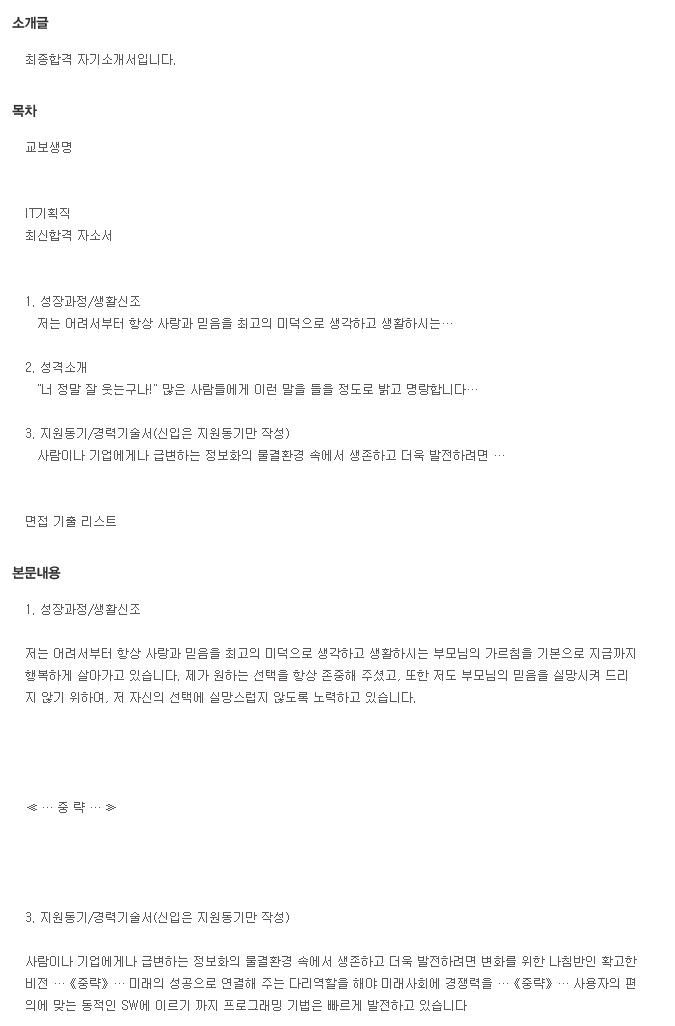 소개글
최종합격 자기소개서입니다.
목차
교보생명
IT기획직
최신합격 자소서
1. 성장과정/생활신조
저는 어려서부터 항상 사랑과 믿음을 최고의 미덕으로 생각하고 생활하시는…
2. 성격소개
"너 정말 잘 웃는구나!" 많은 사람들에게 이런 말을 들을 정도로 밝고 명랑합니다…
3. 지원동기/경력기술서(신입은 지원동기만 작성)
사람이나 기업에게나 급변하는 정보화의 물결환경 속에서 생존하고 더욱 발전하려면 …
면접 기출 리스트
본문내용
1. 성장과정/생활신조
저는 어려서부터 항상 사랑과 믿음을 최고의 미덕으로 생각하고 생활하시는 부모님의 가르침을 기본으로 지금까지
행복하게 살아가고 있습니다. 제가 원하는 선택을 항상 존중해 주셨고, 또한 저도 부모님의 믿음을 실망시켜 드리
지 않기 위하여, 저 자신의 선택에 실망스럽지 않도록 노력하고 있습니다.
≪ … 중 략 … ≫
3. 지원동기/경력기술서(신입은 지원동기만 작성)
사람이나 기업에게나 급변하는 정보화의 물결환경 속에서 생존하고 더욱 발전하려면 변화를 위한 나침반인 확고한
비전 …《중략》… 미래의 성공으로 연결해 주는 다리역할을 해야 미래사회에 경쟁력을 …《중략》… 사용자의 편
의에 맞는 동적인 SW에 이르기 까지 프로그래밍 기법은 빠르게 발전하고 있습니다